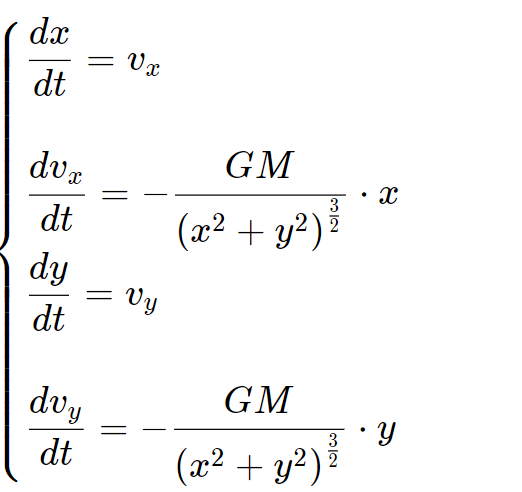 dx/dt = v_x
dv_x/dt = −GM/(x² + y²)^(3/2) · x
dy/dt = v_y
dv_y/dt = −GM/(x² + y²)^(3/2) · y